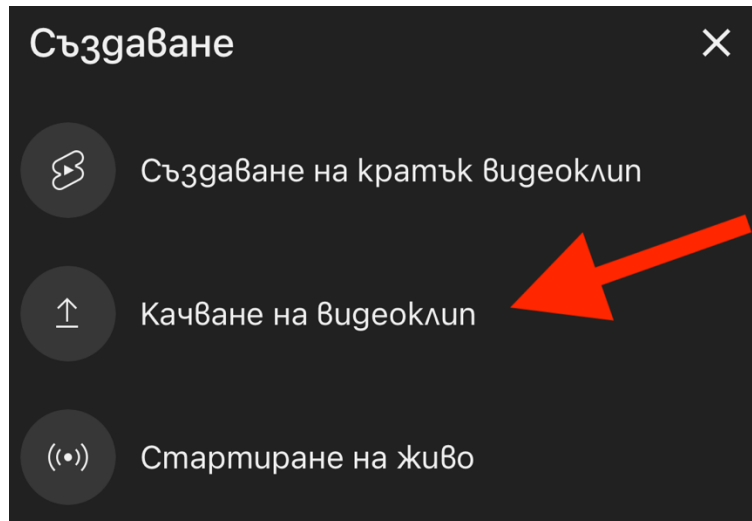 Създаване
Създаване на кратък видеоклип
Качване на видеоклип
Стартиране на живо